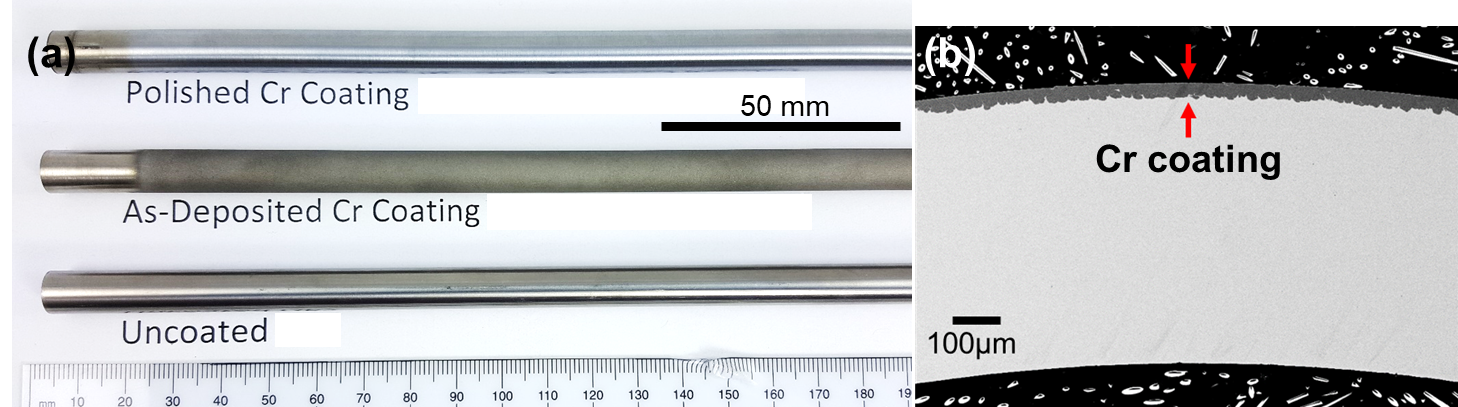 (a)
Polished Cr Coating
50 mm
As-Deposited Cr Coating
Uncoated
mm 10 20 30 40 50 60 70 80 90 100 110 120 130 140 150 160 170 180 19
(b)
Cr coating
100μm